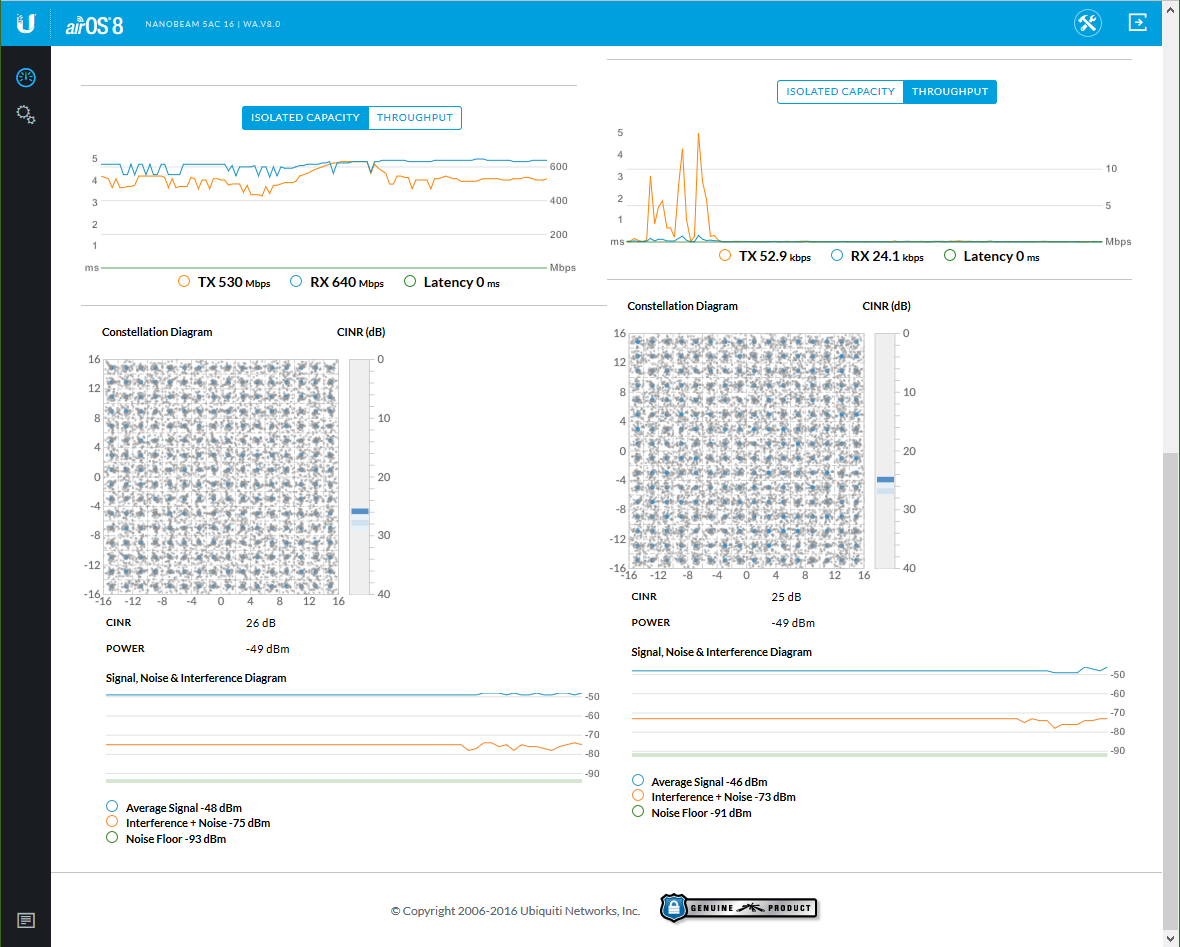 U airOS 8 NANOBEAM 5AC 16 | WA.V8.0
ISOLATED CAPACITY THROUGHPUT
5
4
3
2
1
ms
600
400
200
Mbps
TX 530 Mbps RX 640 Mbps Latency 0 ms
Constellation Diagram CINR (dB)
16
12
8
4
0
-4
-8
-12
-16
-16 -12 -8 -4 0 4 8 12 16
0
10
20
30
40
CINR 26 dB
POWER -49 dBm
Signal, Noise & Interference Diagram
-50
-60
-70
-80
-90
Average Signal -48 dBm
Interference + Noise -75 dBm
Noise Floor -93 dBm
ISOLATED CAPACITY THROUGHPUT
5
4
3
2
1
ms
10
5
Mbps
TX 52.9 kbps RX 24.1 kbps Latency 0 ms
Constellation Diagram CINR (dB)
16
12
8
4
0
-4
-8
-12
-16
-16 -12 -8 -4 0 4 8 12 16
0
10
20
30
40
CINR 25 dB
POWER -49 dBm
Signal, Noise & Interference Diagram
-50
-60
-70
-80
-90
Average Signal -46 dBm
Interference + Noise -73 dBm
Noise Floor -91 dBm
© Copyright 2006-2016 Ubiquiti Networks, Inc. GENUINE PRODUCT